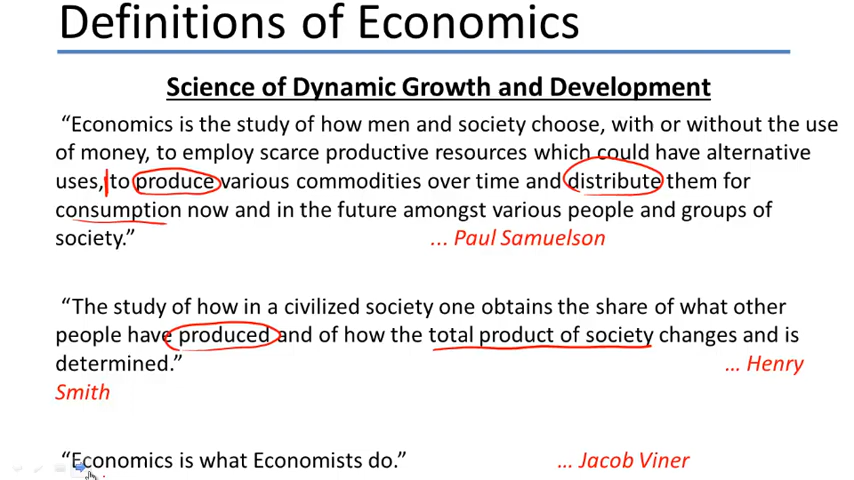 Definitions of Economics
Science of Dynamic Growth and Development
“Economics is the study of how men and society choose, with or without the use
of money, to employ scarce productive resources which could have alternative
uses, to produce various commodities over time and distribute them for
consumption now and in the future amongst various people and groups of
society.” ... Paul Samuelson
“The study of how in a civilized society one obtains the share of what other
people have produced and of how the total product of society changes and is
determined.” ... Henry
Smith
“Economics is what Economists do.” ... Jacob Viner